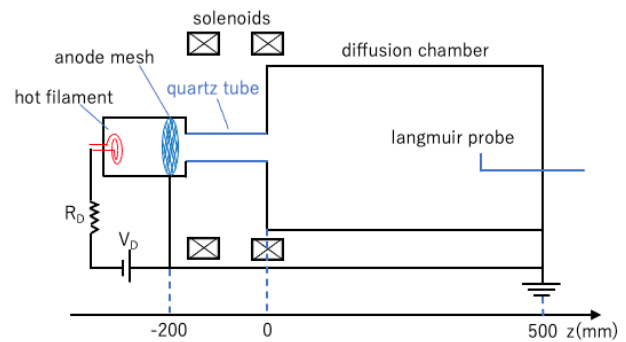 solenoids
diffusion chamber
anode mesh
quartz tube
hot filament
langmuir probe
R_D
V_D
-200
0
500 z(mm)